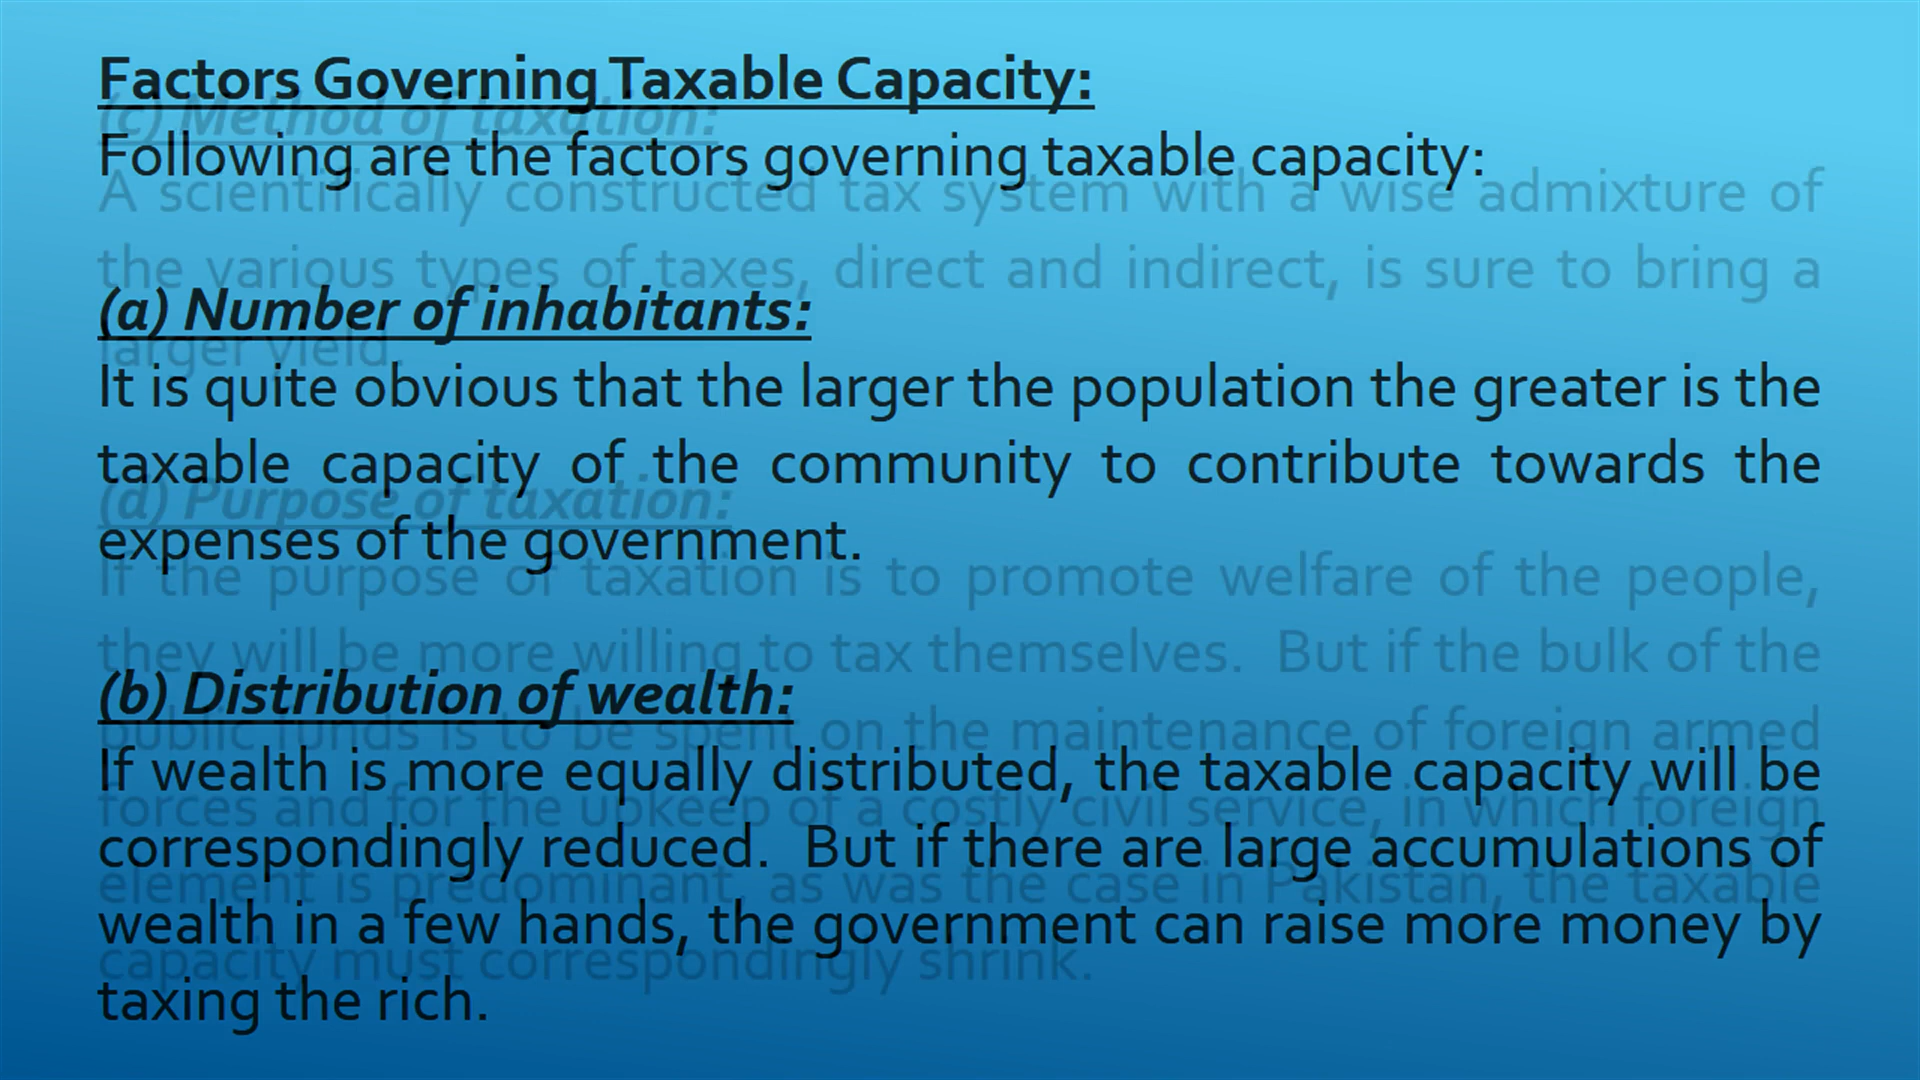 Factors Governing Taxable Capacity:
Following are the factors governing taxable capacity:
(a) Number of inhabitants:
It is quite obvious that the larger the population the greater is the
taxable capacity of the community to contribute towards the
expenses of the government.
(b) Distribution of wealth:
If wealth is more equally distributed, the taxable capacity will be
correspondingly reduced. But if there are large accumulations of
wealth in a few hands, the government can raise more money by
taxing the rich.
(c) Method of taxation:
A scientifically constructed tax system with a wise admixture of
the various types of taxes, direct and indirect, is sure to bring a
larger yield.
(d) Purpose of taxation:
If the purpose of taxation is to promote welfare of the people,
they will be more willing to tax themselves. But if the bulk of the
public funds is to be spent on the maintenance of foreign armed
forces and for the upkeep of a costly civil service, in which foreign
element is predominant, as was the case in Pakistan, the taxable
capacity must correspondingly shrink.